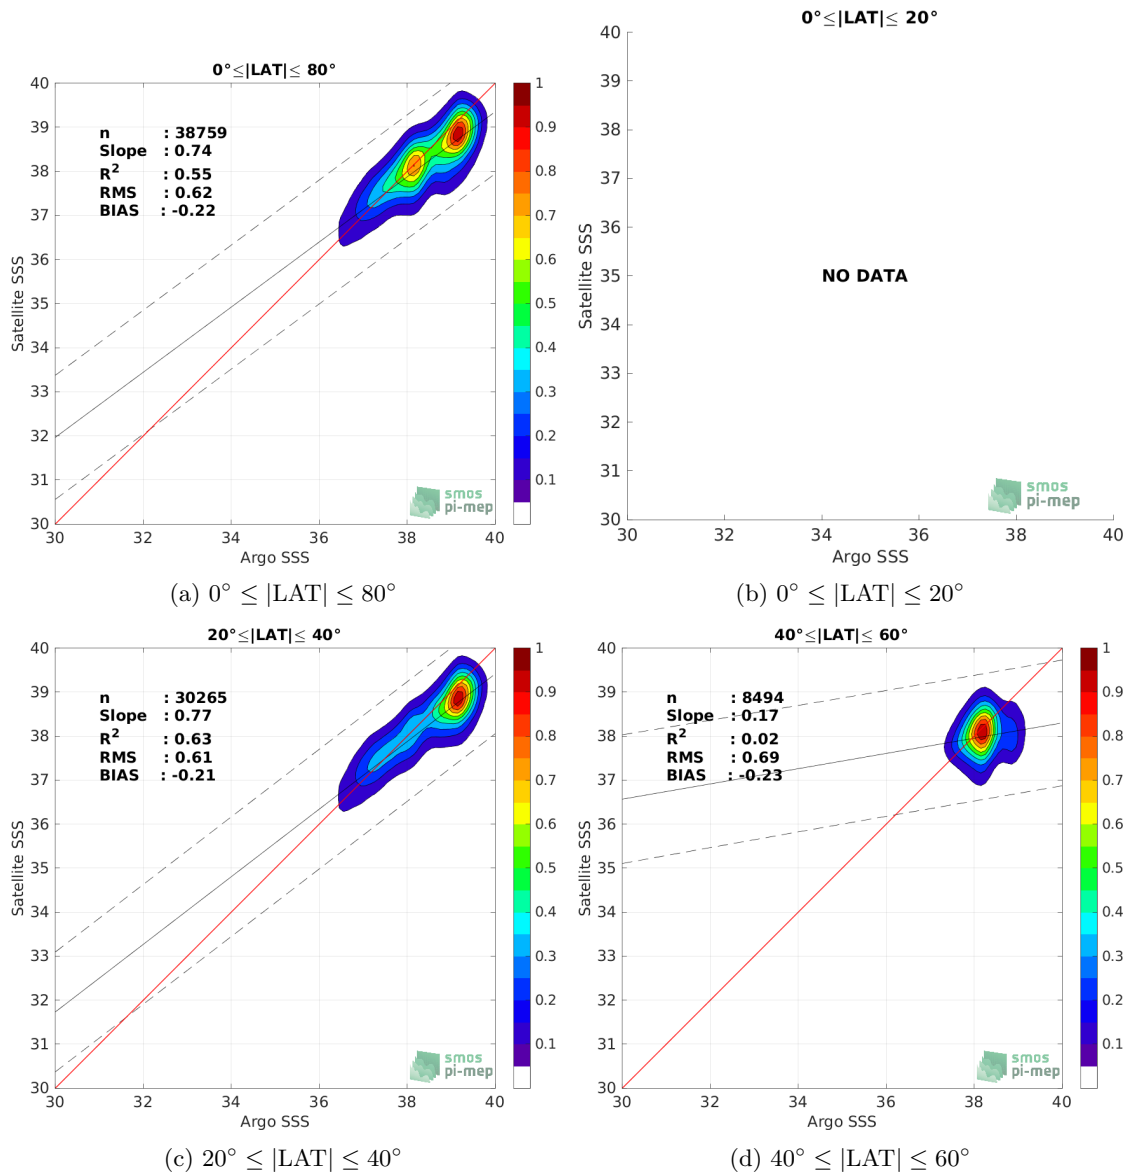 0°≤|LAT|≤ 80°
40
39
38
37
36
35
34
33
32
31
30
Satellite SSS
n : 38759
Slope : 0.74
R² : 0.55
RMS : 0.62
BIAS : -0.22
smos
pi-mep
30 32 34 36 38 40
Argo SSS
1
0.9
0.8
0.7
0.6
0.5
0.4
0.3
0.2
0.1
(a) 0° ≤ |LAT| ≤ 80°
0°≤|LAT|≤ 20°
40
39
38
37
36
35
34
33
32
31
30
Satellite SSS
NO DATA
smos
pi-mep
30 32 34 36 38 40
Argo SSS
(b) 0° ≤ |LAT| ≤ 20°
20°≤|LAT|≤ 40°
40
39
38
37
36
35
34
33
32
31
30
Satellite SSS
n : 30265
Slope : 0.77
R² : 0.63
RMS : 0.61
BIAS : -0.21
smos
pi-mep
30 32 34 36 38 40
Argo SSS
1
0.9
0.8
0.7
0.6
0.5
0.4
0.3
0.2
0.1
(c) 20° ≤ |LAT| ≤ 40°
40°≤|LAT|≤ 60°
40
39
38
37
36
35
34
33
32
31
30
Satellite SSS
n : 8494
Slope : 0.17
R² : 0.02
RMS : 0.69
BIAS : -0.23
smos
pi-mep
30 32 34 36 38 40
Argo SSS
1
0.9
0.8
0.7
0.6
0.5
0.4
0.3
0.2
0.1
(d) 40° ≤ |LAT| ≤ 60°